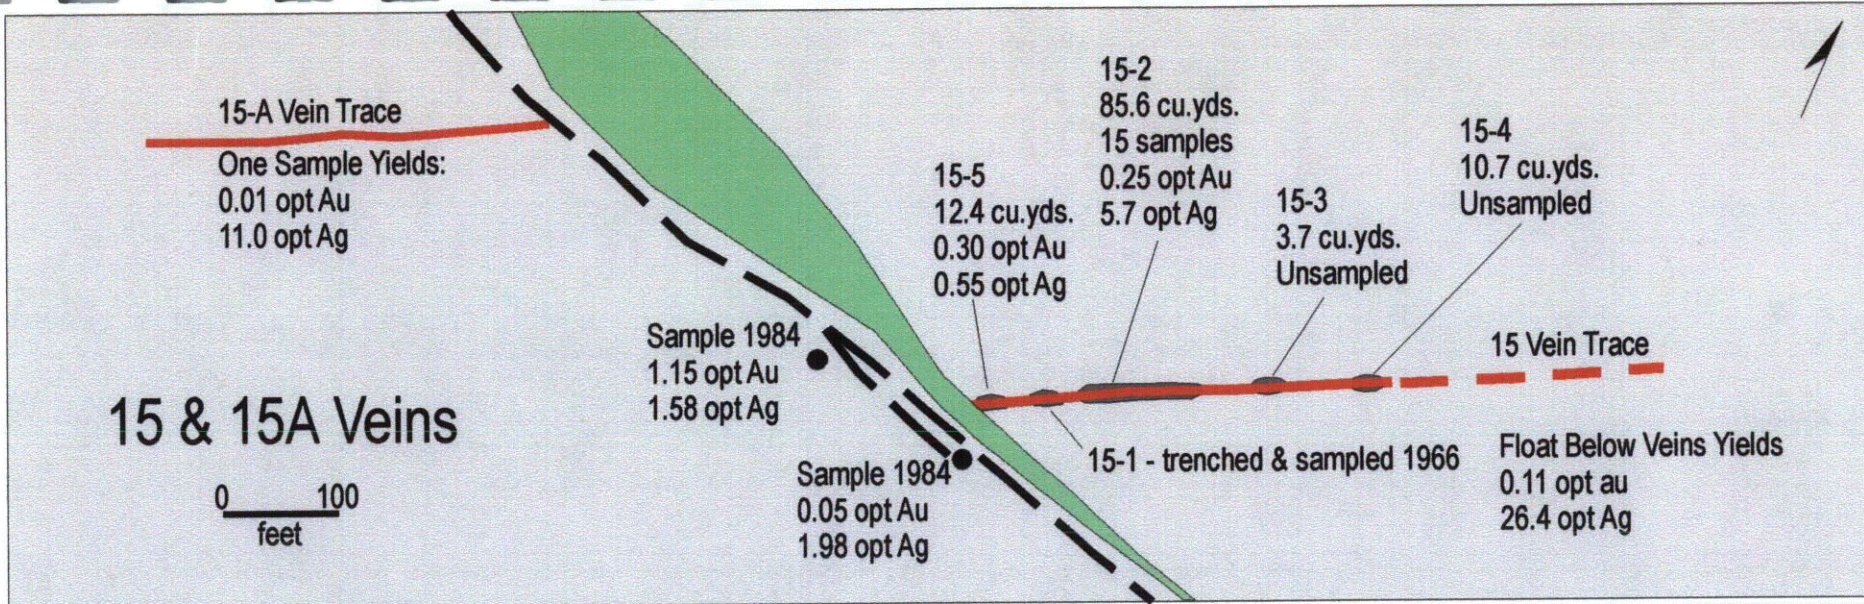 15-A Vein Trace
One Sample Yields:
0.01 opt Au
11.0 opt Ag
15 & 15A Veins
0 100
feet
Sample 1984
1.15 opt Au
1.58 opt Ag
Sample 1984
0.05 opt Au
1.98 opt Ag
15-5
12.4 cu.yds.
0.30 opt Au
0.55 opt Ag
15-2
85.6 cu.yds.
15 samples
0.25 opt Au
5.7 opt Ag
15-3
3.7 cu.yds.
Unsampled
15-4
10.7 cu.yds.
Unsampled
15 Vein Trace
15-1 - trenched & sampled 1966
Float Below Veins Yields
0.11 opt au
26.4 opt Ag